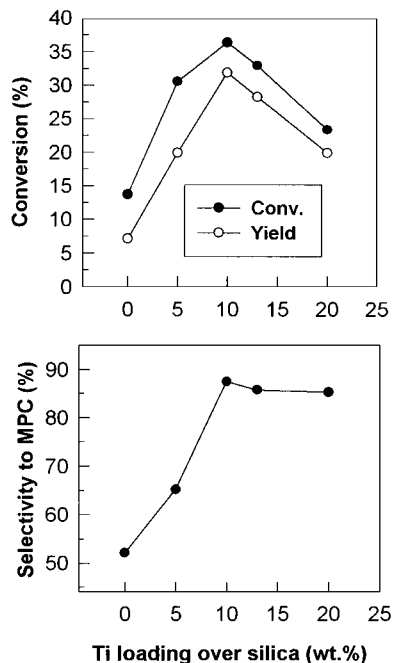 40
35
30
25
20
15
10
5
0
Conversion (%)
Conv.
Yield
0 5 10 15 20 25
90
80
70
60
50
Selectivity to MPC (%)
0 5 10 15 20 25
Ti loading over silica (wt.%)